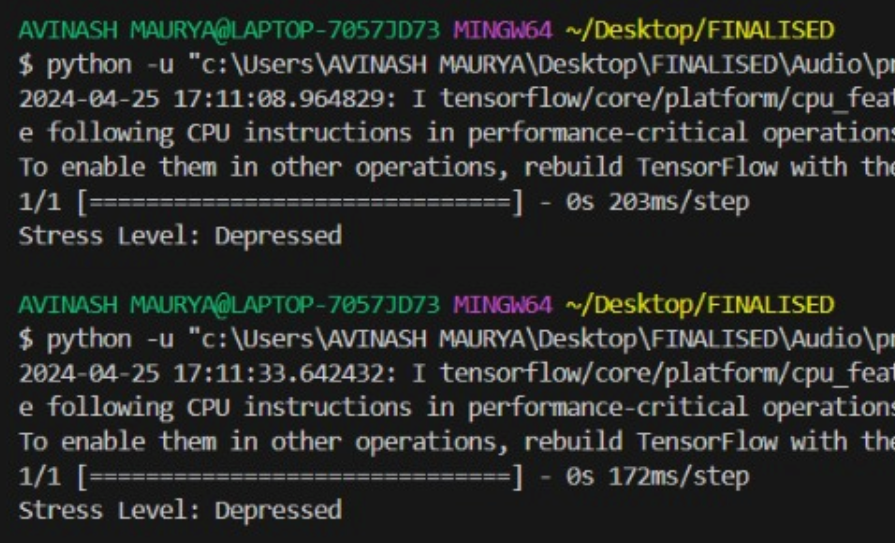 AVINASH MAURYA@LAPTOP-7057JD73 MINGW64 ~/Desktop/FINALISED
$ python -u "c:\Users\AVINASH MAURYA\Desktop\FINALISED\Audio\pr
2024-04-25 17:11:08.964829: I tensorflow/core/platform/cpu_feat
e following CPU instructions in performance-critical operations
To enable them in other operations, rebuild TensorFlow with the
1/1 [==============================] - 0s 203ms/step
Stress Level: Depressed
AVINASH MAURYA@LAPTOP-7057JD73 MINGW64 ~/Desktop/FINALISED
$ python -u "c:\Users\AVINASH MAURYA\Desktop\FINALISED\Audio\pr
2024-04-25 17:11:33.642432: I tensorflow/core/platform/cpu_feat
e following CPU instructions in performance-critical operations
To enable them in other operations, rebuild TensorFlow with the
1/1 [==============================] - 0s 172ms/step
Stress Level: Depressed